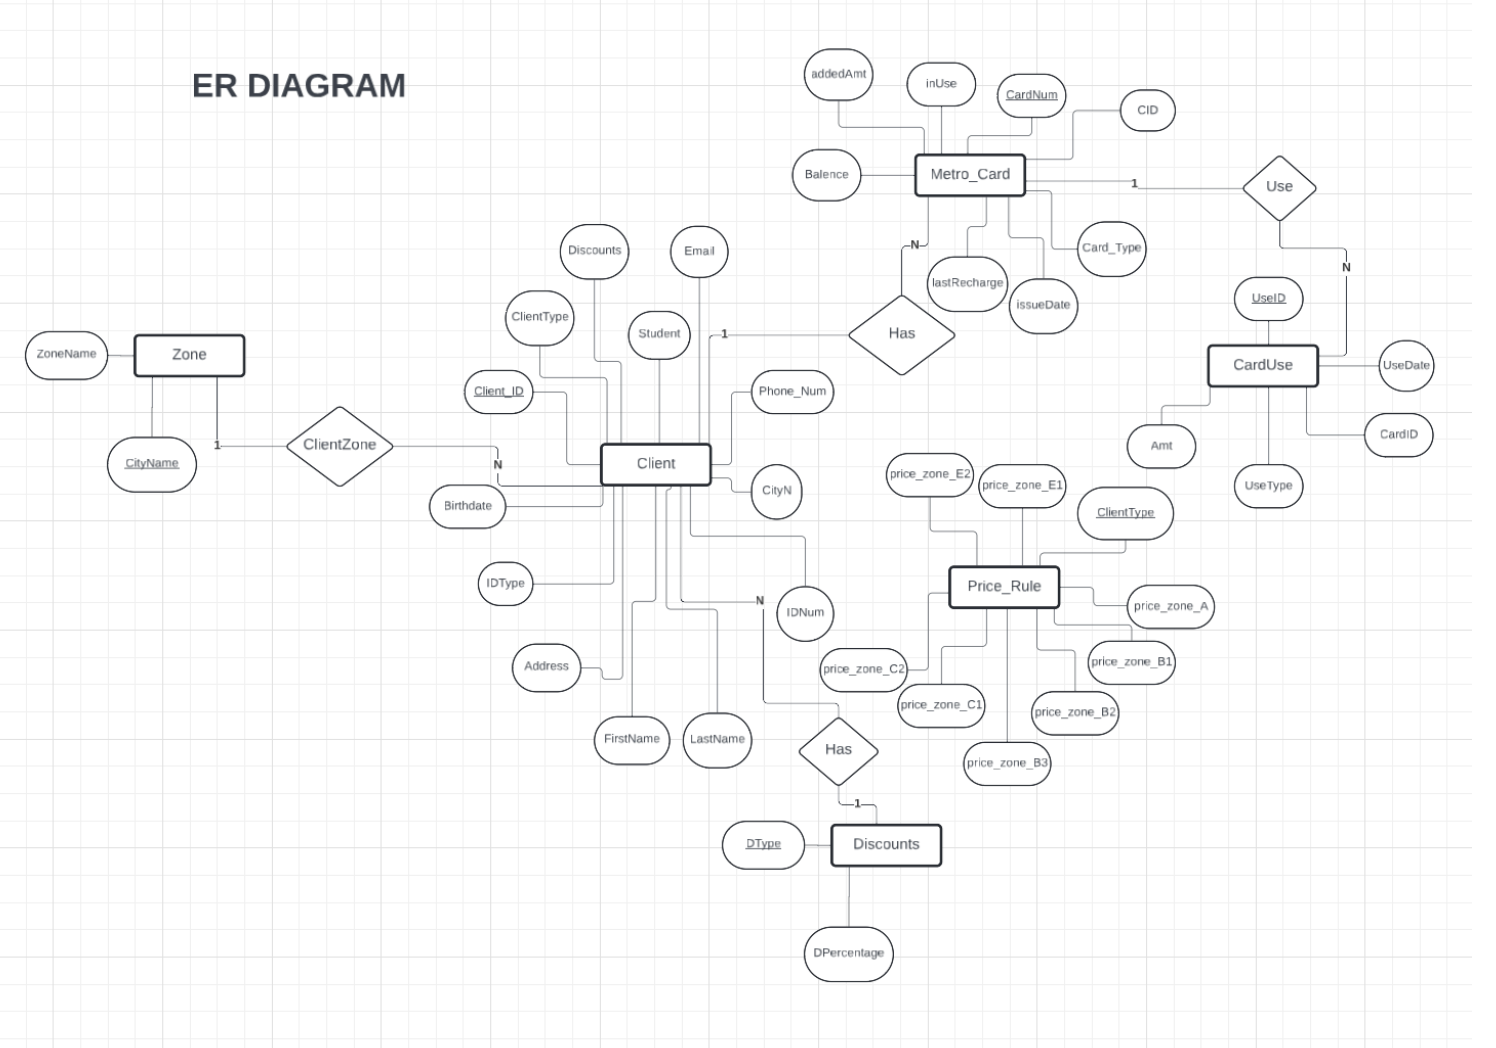 ER DIAGRAM
addedAmt
inUse
CardNum
CID
Balence
Metro_Card
1
Use
N
Card_Type
lastRecharge
issueDate
Has
1
N
UseID
CardUse
UseDate
CardID
Amt
UseType
Discounts
Email
ClientType
Student
Client_ID
Phone_Num
ZoneName
Zone
CityName
1
ClientZone
N
Client
CityN
Birthdate
IDType
IDNum
N
Address
FirstName
LastName
Has
1
price_zone_E2
price_zone_E1
ClientType
Price_Rule
price_zone_A
price_zone_B1
price_zone_C2
price_zone_C1
price_zone_B2
price_zone_B3
DType
Discounts
DPercentage